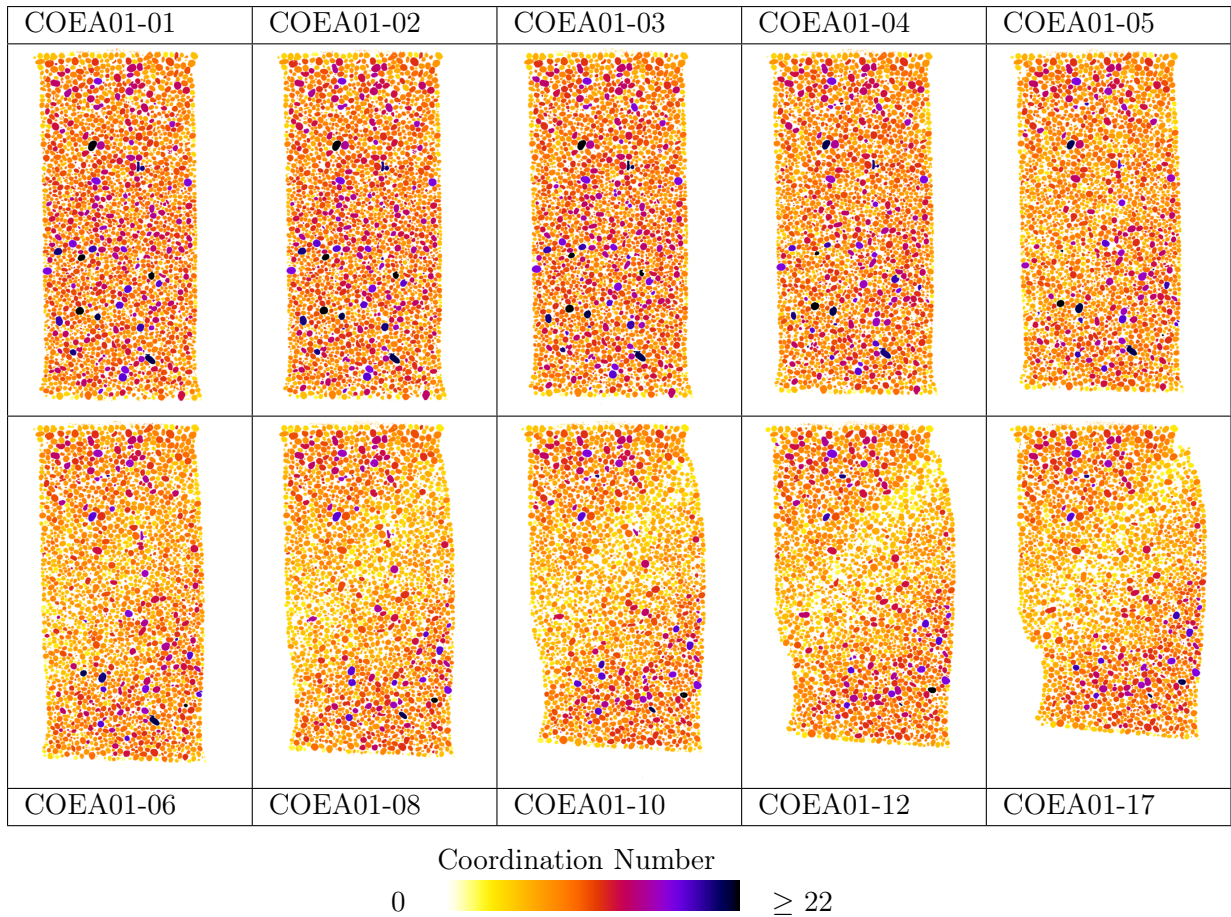 COEA01-01 COEA01-02 COEA01-03 COEA01-04 COEA01-05
COEA01-06 COEA01-08 COEA01-10 COEA01-12 COEA01-17
Coordination Number
0 ≥ 22